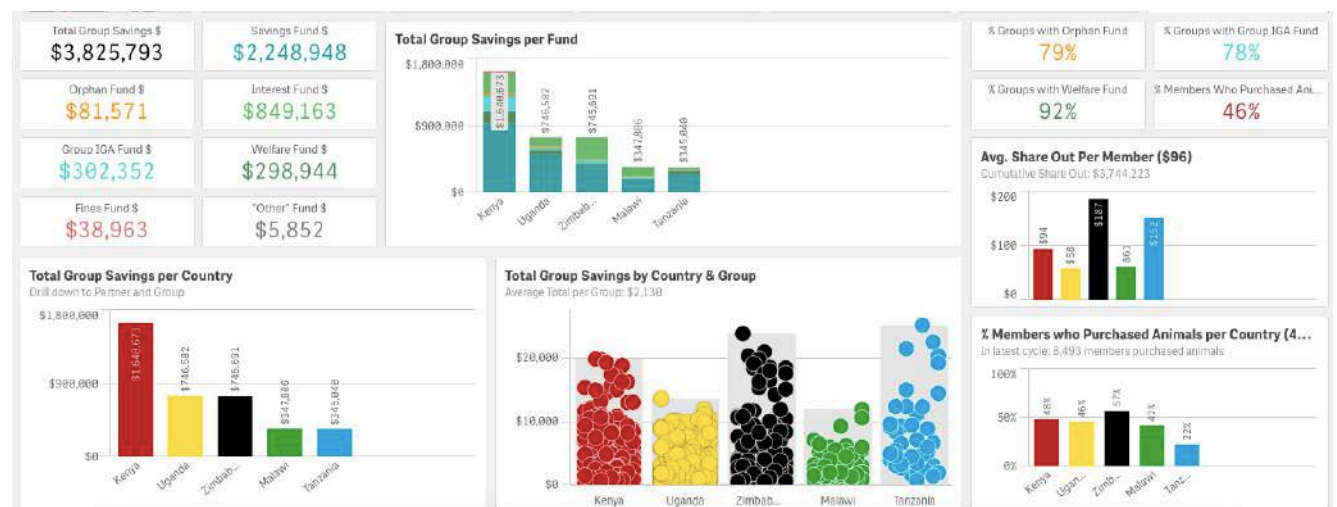 Total Group Savings $
$3,825,793
Savings Fund $
$2,248,948
Orphan Fund $
$81,571
Interest Fund $
$849,163
Group IGA Fund $
$302,352
Welfare Fund $
$298,944
Fines Fund $
$38,963
"Other" Fund $
$5,852
Total Group Savings per Fund
$1,800,000
$900,000
$0
$1,640,673
$746,582
$745,691
$347,806
$345,040
Kenya
Uganda
Zimbab...
Malawi
Tanzania
% Groups with Orphan Fund
79%
% Groups with Group IGA Fund
78%
% Groups with Welfare Fund
92%
% Members Who Purchased Ani...
46%
Avg. Share Out Per Member ($96)
Cumulative Share Out: $3,744,223
$200
$100
$0
$94
$58
$187
$61
$152
Total Group Savings per Country
Drill down to Partner and Group
$1,800,000
$900,000
$0
$1,640,673
$746,582
$745,691
$347,806
$345,040
Kenya
Uganda
Zimbab...
Malawi
Tanzania
Total Group Savings by Country & Group
Average Total per Group: $2,130
$20,000
$10,000
$0
Kenya
Uganda
Zimbab...
Malawi
Tanzania
% Members who Purchased Animals per Country (4...
In latest cycle: 8,493 members purchased animals
100%
50%
0%
48%
46%
57%
42%
22%
Kenya
Ugan...
Zimb...
Malawi
Tanz...